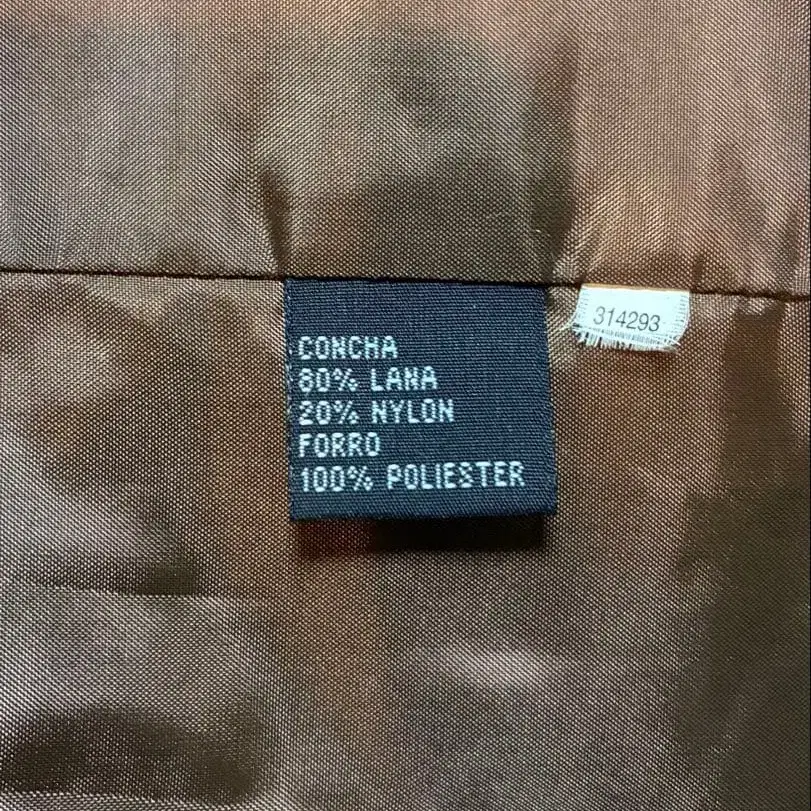 CONCHA
80% LANA
20% NYLON
FORRO
100% POLIESTER
314293